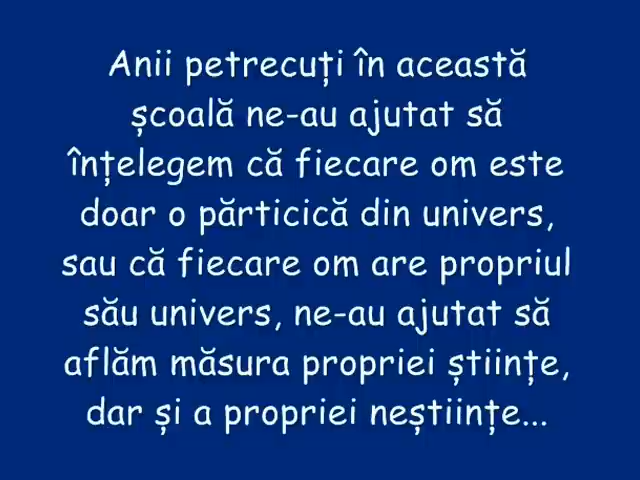 Anii petrecuți în această
școală ne-au ajutat să
înțelegem că fiecare om este
doar o părticică din univers,
sau că fiecare om are propriul
său univers, ne-au ajutat să
aflăm măsura propriei științe,
dar și a propriei neștiințe...